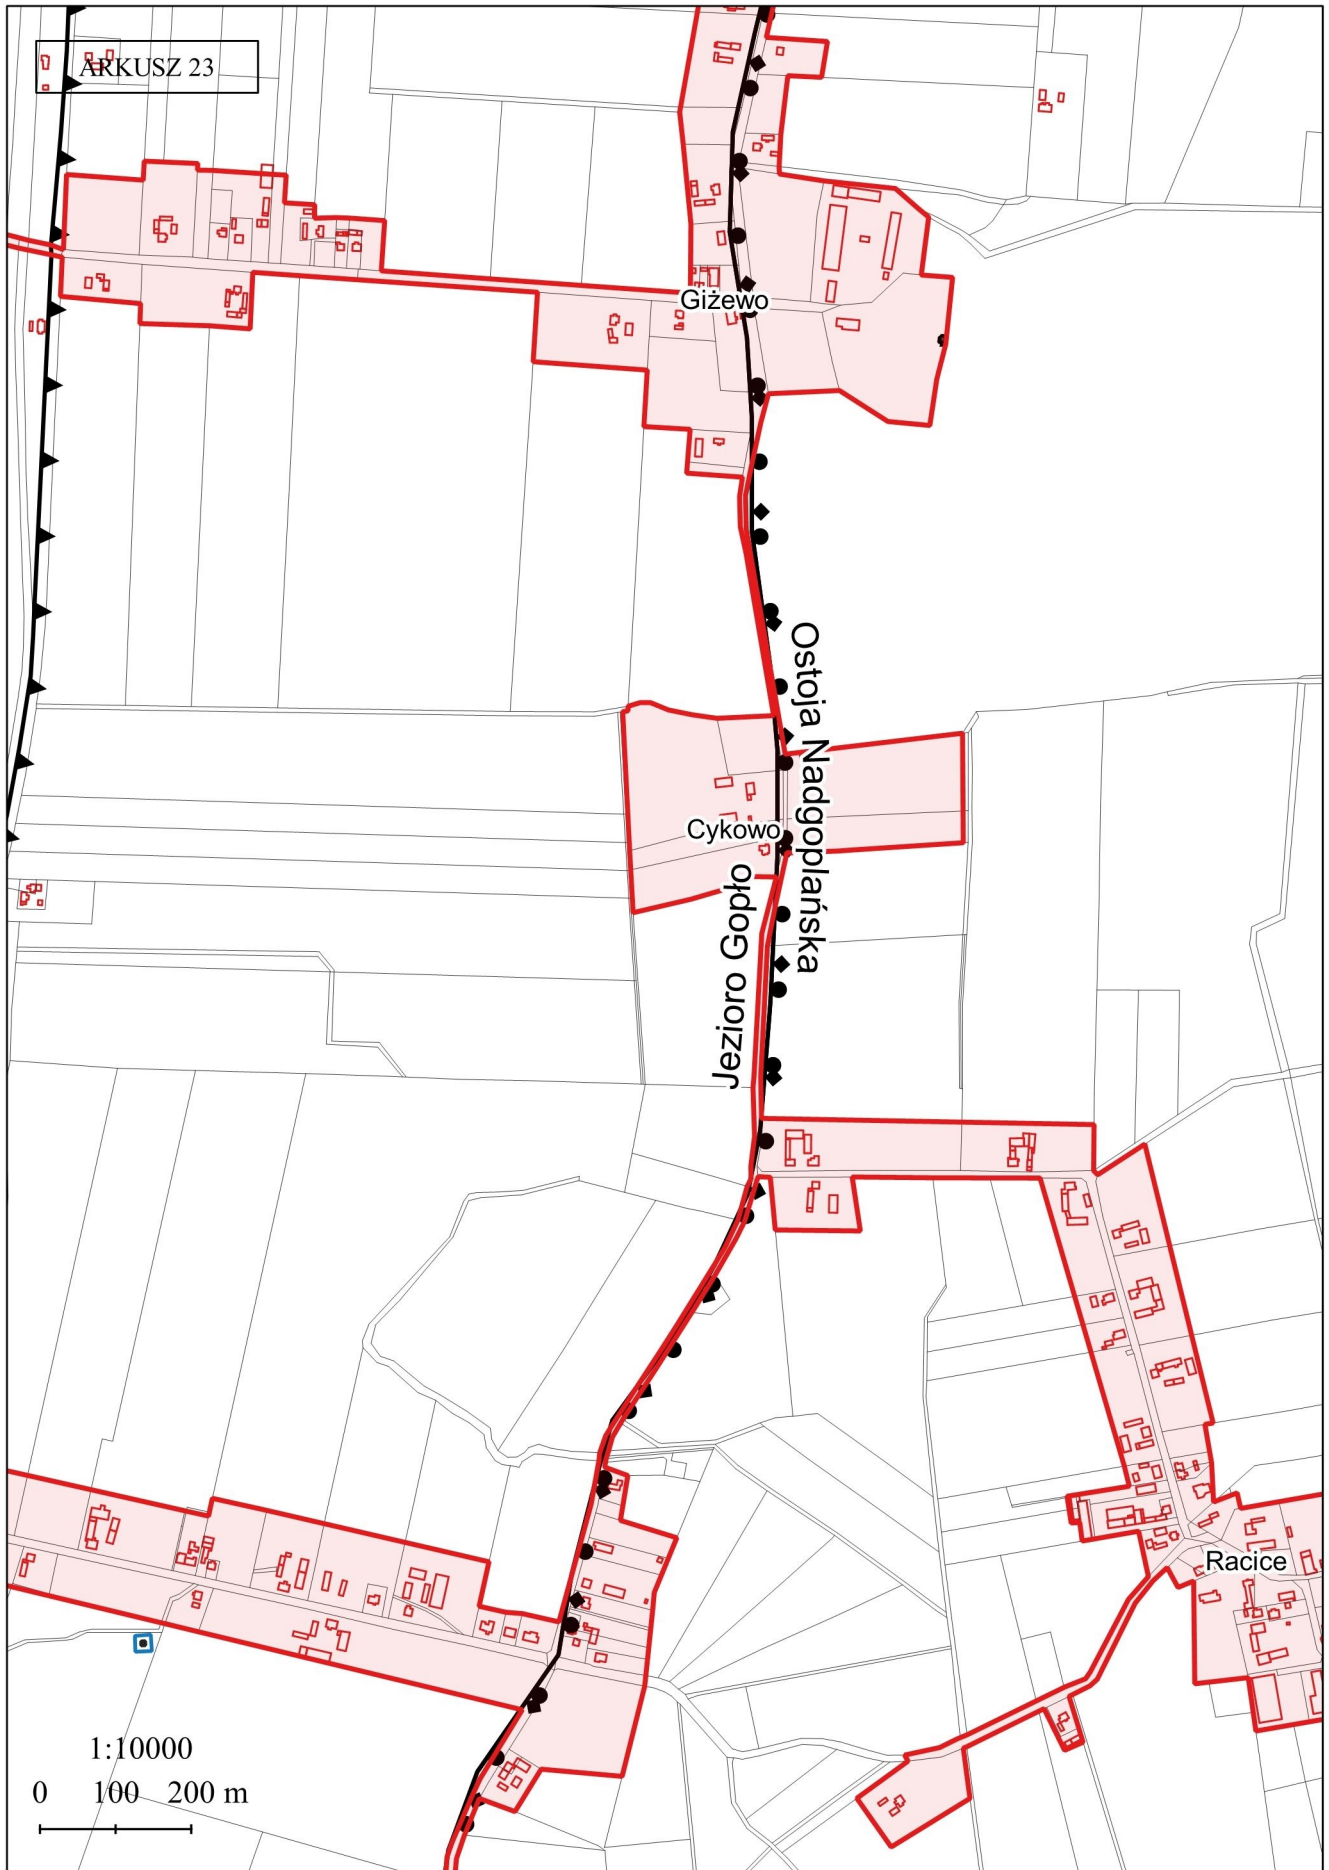 ARKUSZ 23
Giżewo
Ostoja Nadgoplańska
Cykowo
Jezioro Gopło
Racice
1:10000
0 100 200 m